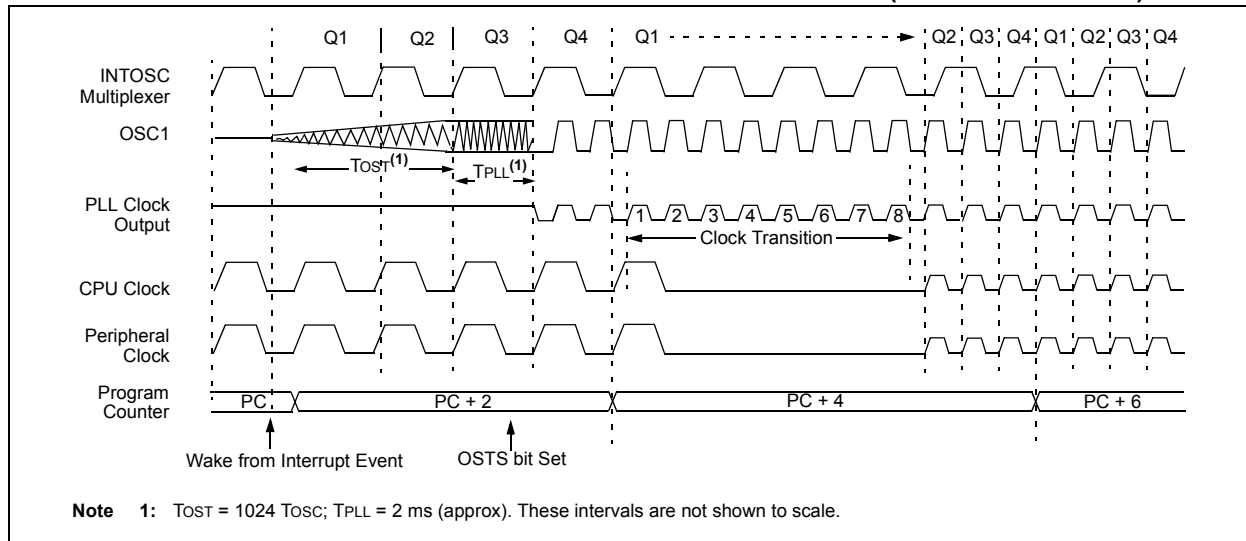 Q1 Q2 Q3 Q4 Q1 Q2 Q3 Q4 Q1 Q2 Q3 Q4
INTOSC
Multiplexer
OSC1
TOST(1)
TPLL(1)
PLL Clock
Output
1 2 3 4 5 6 7 8
Clock Transition
CPU Clock
Peripheral
Clock
Program
Counter
PC PC + 2 PC + 4 PC + 6
Wake from Interrupt Event OSTS bit Set
Note 1: TOST = 1024 TOSC; TPLL = 2 ms (approx). These intervals are not shown to scale.